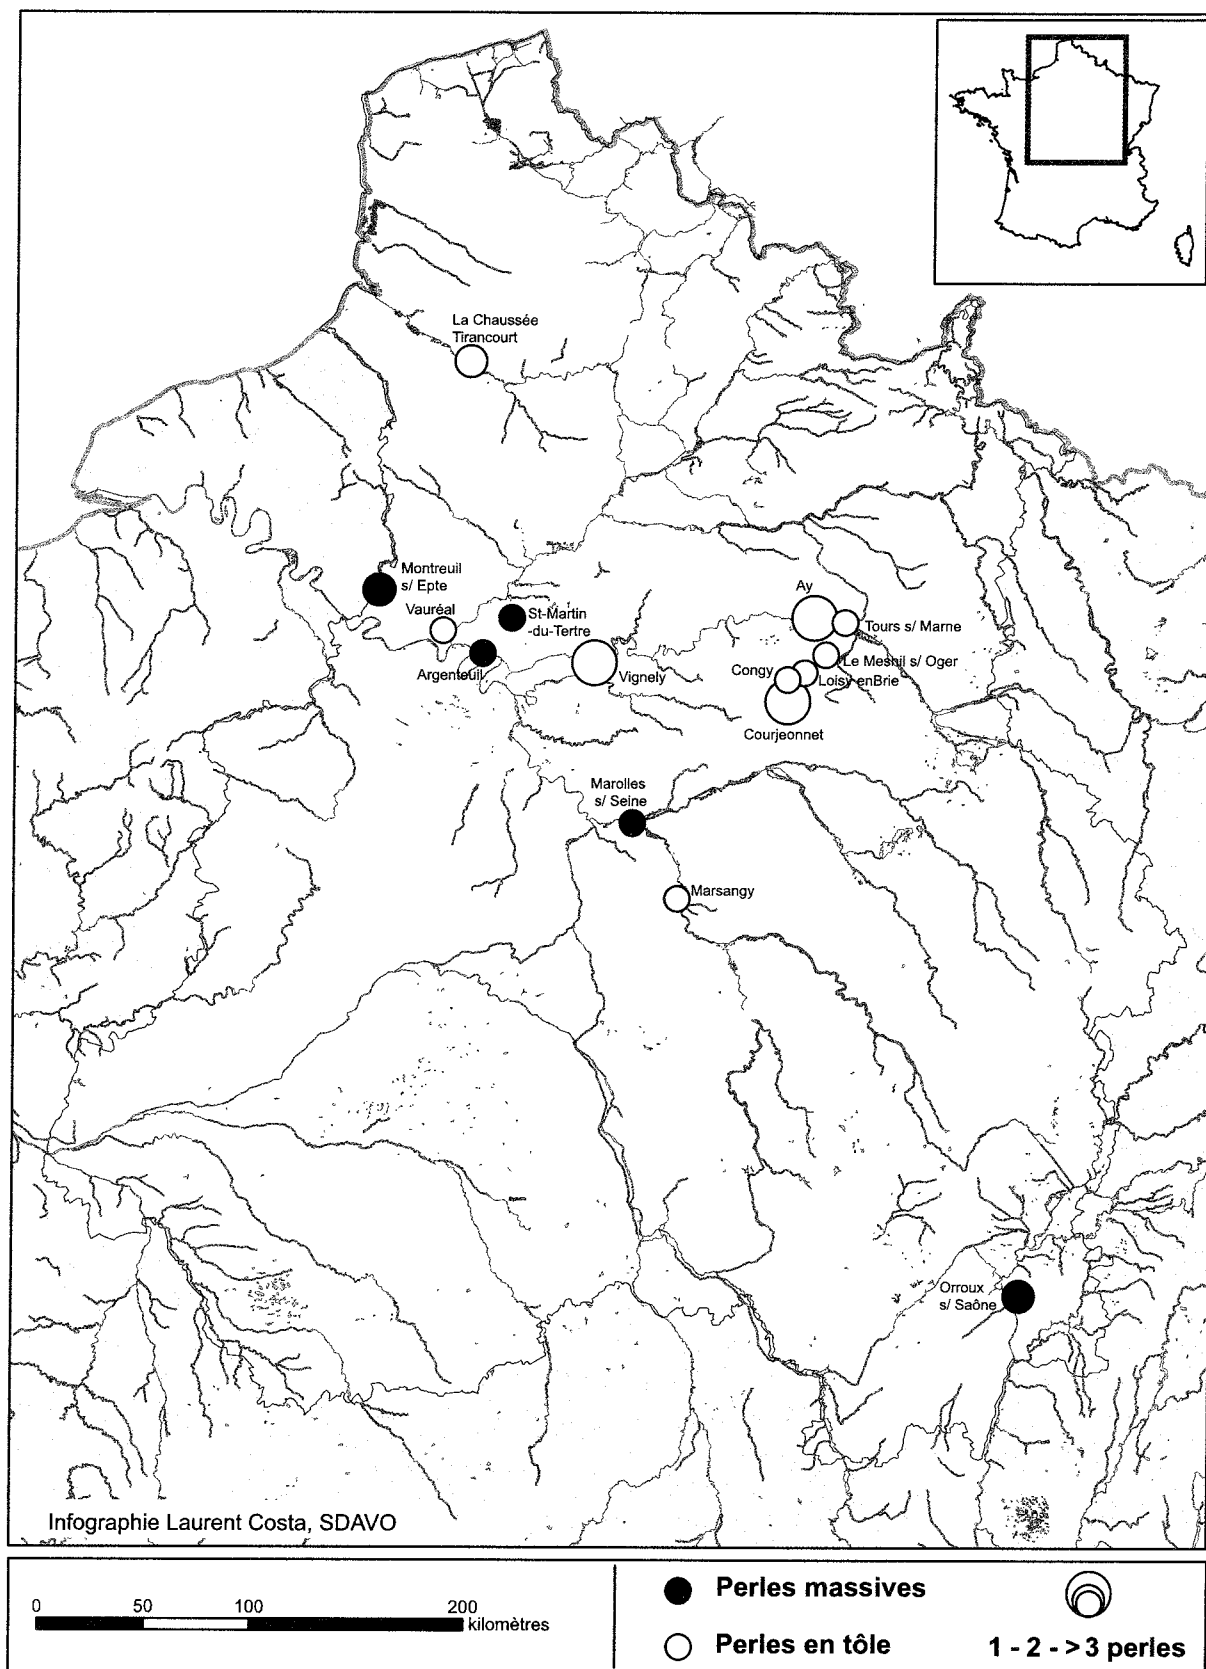 La Chaussée
Tirancourt
Montreuil
s/ Epte
Vauréal
St-Martin
-du-Tertre
Argenteuil
Vignely
Ay
Tours s/ Marne
Le Mesnil s/ Oger
Congy
Loisy-enBrie
Courjeonnet
Marolles
s/ Seine
Marsangy
Orroux
s/ Saône
Infographie Laurent Costa, SDAVO
0 50 100 200
kilomètres
Perles massives
Perles en tôle
1 - 2 - > 3 perles